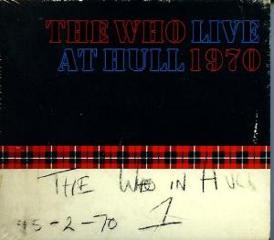 THE WHO LIVE
AT HULL 1970
THE WHO IN HULL
15-2-70 1